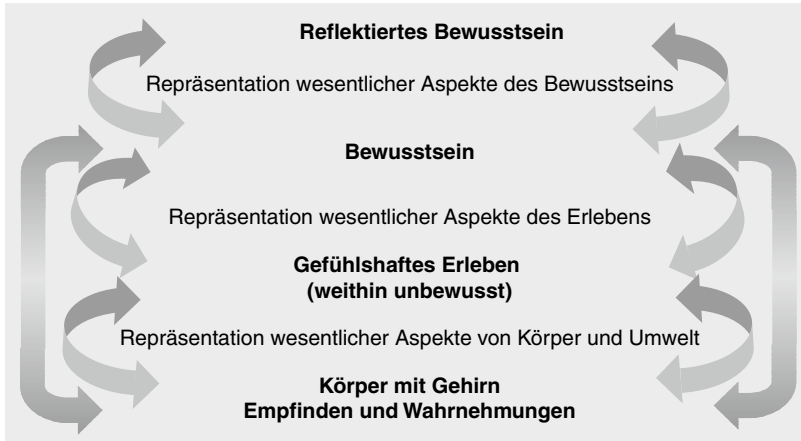 Reflektiertes Bewusstsein
Repräsentation wesentlicher Aspekte des Bewusstseins
Bewusstsein
Repräsentation wesentlicher Aspekte des Erlebens
Gefühlshaftes Erleben
(weithin unbewusst)
Repräsentation wesentlicher Aspekte von Körper und Umwelt
Körper mit Gehirn
Empfinden und Wahrnehmungen